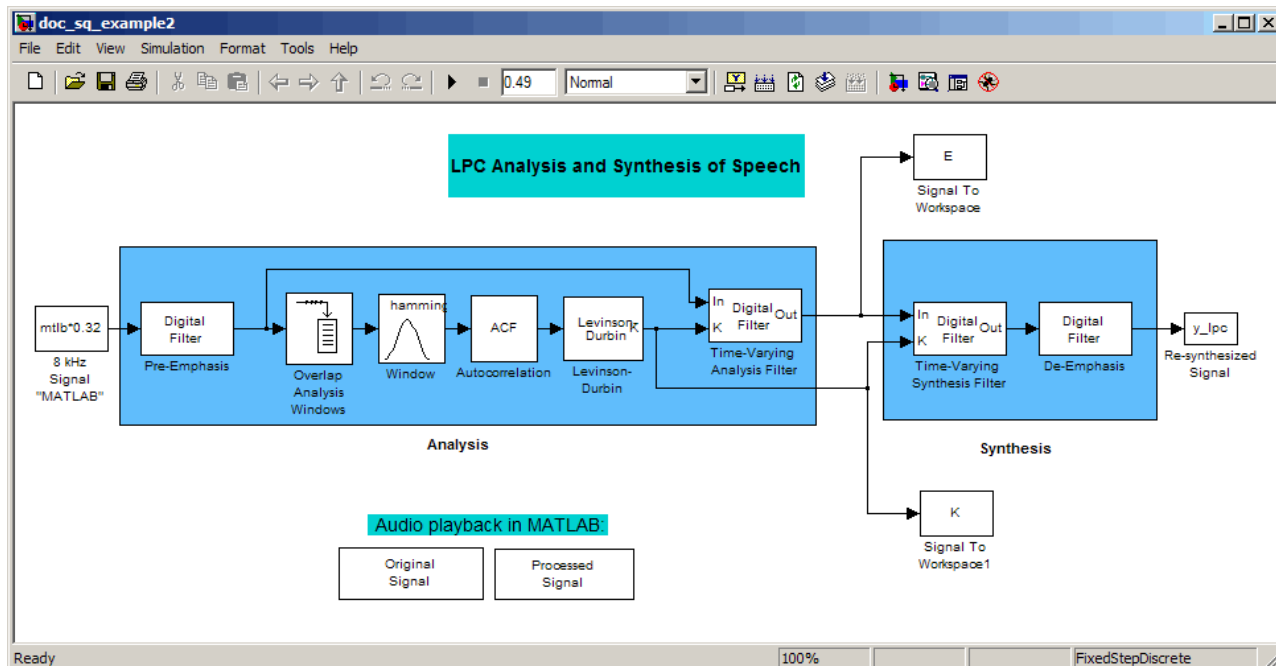 doc_sq_example2
File Edit View Simulation Format Tools Help
0.49 Normal
LPC Analysis and Synthesis of Speech
E
Signal To
Workspace
mtlb*0.32
8 kHz
Signal
"MATLAB"
Digital
Filter
Pre-Emphasis
Overlap
Analysis
Windows
hamming
Window
ACF
Autocorrelation
Levinson-
Durbin
K
Levinson-
Durbin
In
K
Digital
Filter
Out
Time-Varying
Analysis Filter
Analysis
In
K
Digital
Filter
Out
Time-Varying
Synthesis Filter
Digital
Filter
De-Emphasis
Synthesis
y_lpc
Re-synthesized
Signal
K
Signal To
Workspace1
Audio playback in MATLAB:
Original
Signal
Processed
Signal
Ready 100% FixedStepDiscrete